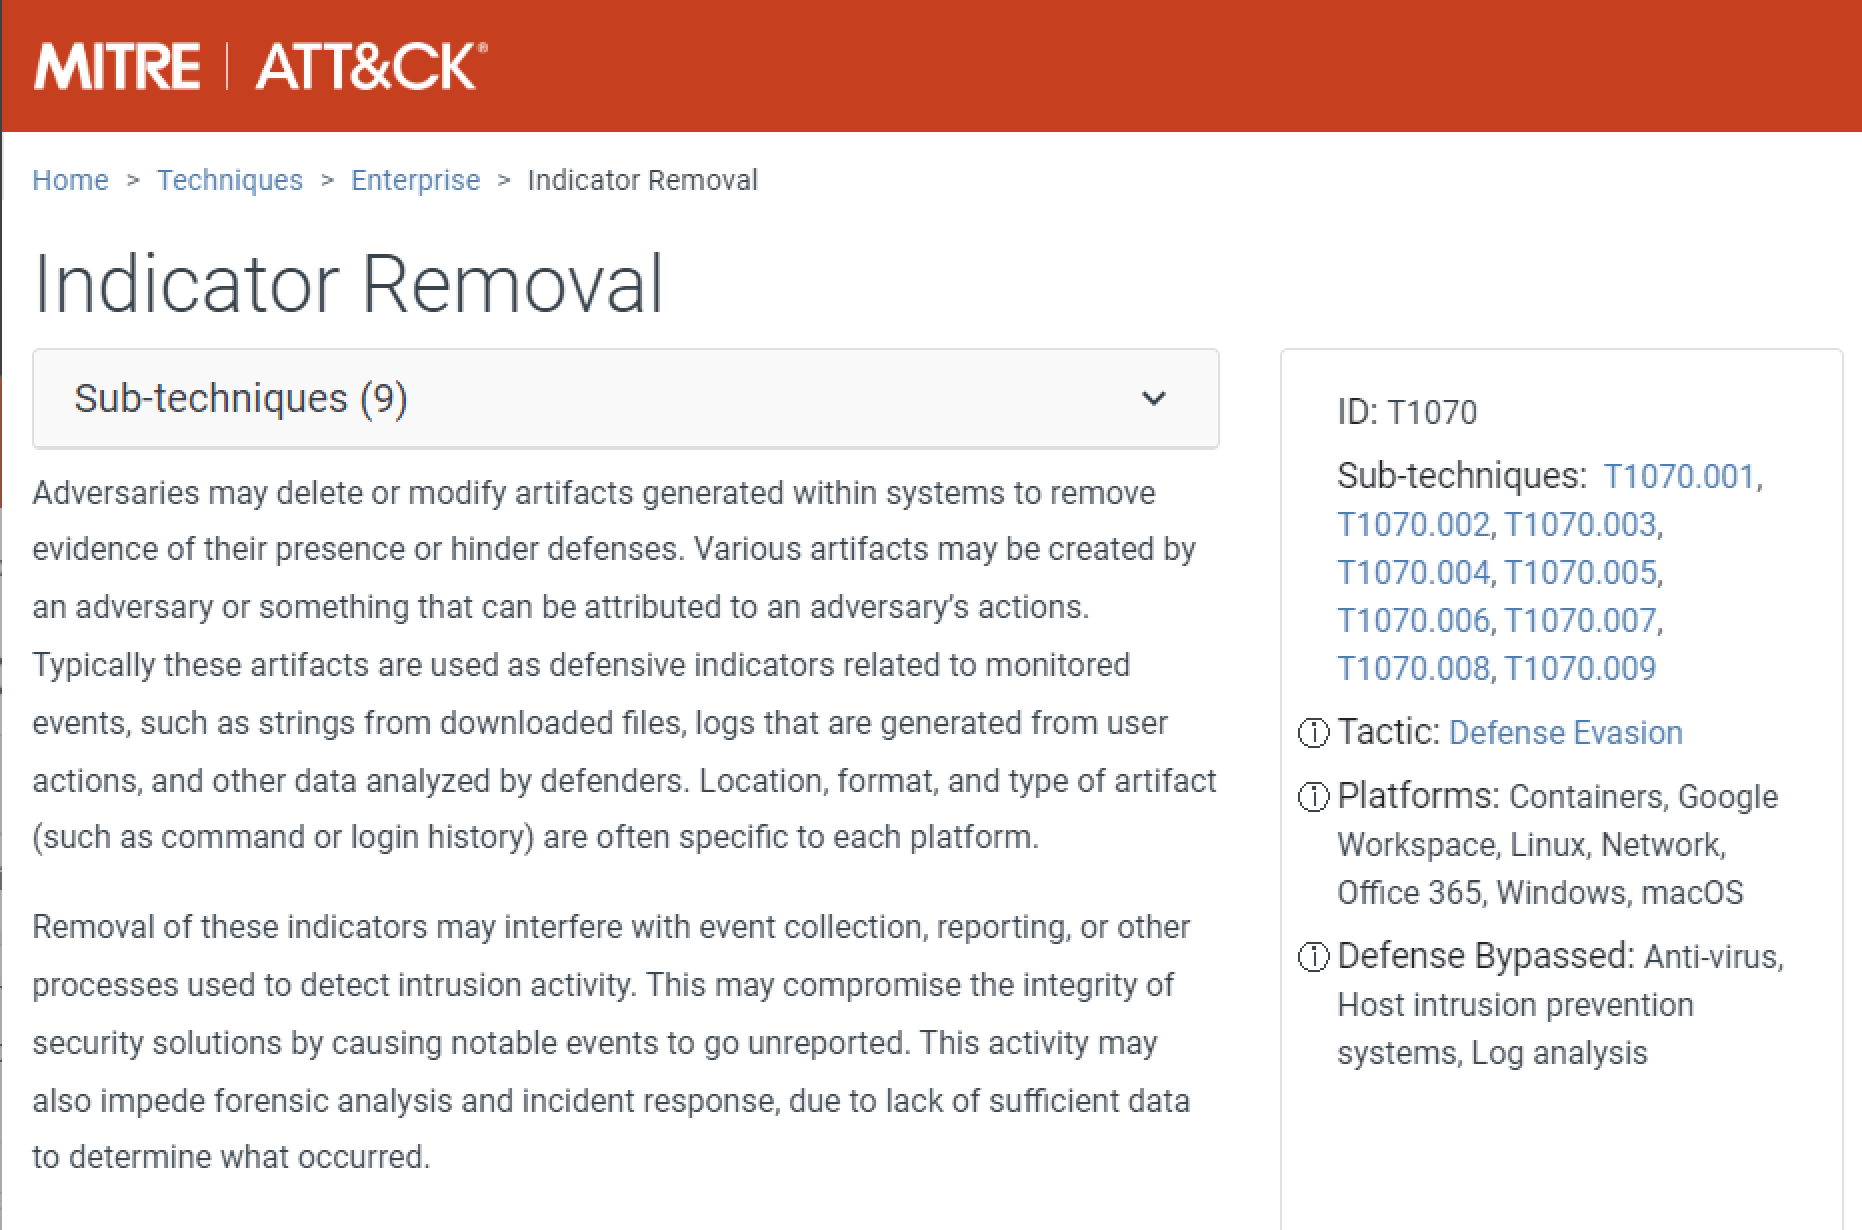 MITRE | ATT&CK®
Home > Techniques > Enterprise > Indicator Removal
Indicator Removal
Sub-techniques (9)
Adversaries may delete or modify artifacts generated within systems to remove
evidence of their presence or hinder defenses. Various artifacts may be created by
an adversary or something that can be attributed to an adversary’s actions.
Typically these artifacts are used as defensive indicators related to monitored
events, such as strings from downloaded files, logs that are generated from user
actions, and other data analyzed by defenders. Location, format, and type of artifact
(such as command or login history) are often specific to each platform.
Removal of these indicators may interfere with event collection, reporting, or other
processes used to detect intrusion activity. This may compromise the integrity of
security solutions by causing notable events to go unreported. This activity may
also impede forensic analysis and incident response, due to lack of sufficient data
to determine what occurred.
ID: T1070
Sub-techniques: T1070.001,
T1070.002, T1070.003,
T1070.004, T1070.005,
T1070.006, T1070.007,
T1070.008, T1070.009
Tactic: Defense Evasion
Platforms: Containers, Google
Workspace, Linux, Network,
Office 365, Windows, macOS
Defense Bypassed: Anti-virus,
Host intrusion prevention
systems, Log analysis